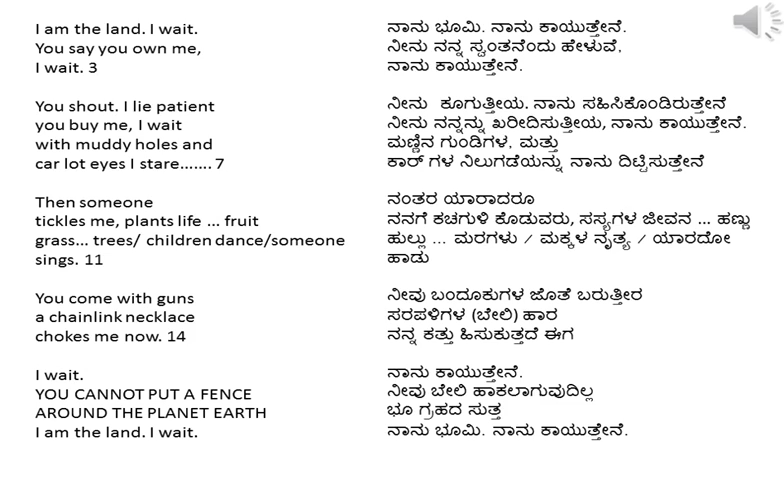 I am the land. I wait.
You say you own me,
I wait. 3
You shout. I lie patient
you buy me, I wait
with muddy holes and
car lot eyes I stare....... 7
Then someone
tickles me, plants life ... fruit
grass... trees/ children dance/someone
sings. 11
You come with guns
a chainlink necklace
chokes me now. 14
I wait.
YOU CANNOT PUT A FENCE
AROUND THE PLANET EARTH
I am the land. I wait.
ನಾನು ಭೂಮಿ. ನಾನು ಕಾಯುತ್ತೇನೆ.
ನೀನು ನನ್ನ ಸ್ವಂತನೆಂದು ಹೇಳುವೆ,
ನಾನು ಕಾಯುತ್ತೇನೆ.
ನೀನು ಕೂಗುತ್ತೀಯ. ನಾನು ಸಹಿಸಿಕೊಂಡಿರುತ್ತೇನೆ
ನೀನು ನನ್ನನ್ನು ಖರೀದಿಸುತ್ತೀಯ, ನಾನು ಕಾಯುತ್ತೇನೆ.
ಮಣ್ಣಿನ ಗುಂಡಿಗಳ, ಮತ್ತು
ಕಾರ್ ಗಳ ನಿಲುಗಡೆಯನ್ನು ನಾನು ದಿಟ್ಟಿಸುತ್ತೇನೆ
ನಂತರ ಯಾರಾದರೂ
ನನಗೆ ಕಚಗುಳಿ ಕೊಡುವರು, ಸಸ್ಯಗಳ ಜೀವನ ... ಹಣ್ಣು
ಹುಲ್ಲು ... ಮರಗಳು / ಮಕ್ಕಳ ನೃತ್ಯ / ಯಾರದೋ
ಹಾಡು
ನೀವು ಬಂದೂಕುಗಳ ಜೊತೆ ಬರುತ್ತೀರ
ಸರಪಳಿಗಳ (ಬೇಲಿ) ಹಾರ
ನನ್ನ ಕತ್ತು ಹಿಸುಕುತ್ತದೆ ಈಗ
ನಾನು ಕಾಯುತ್ತೇನೆ.
ನೀವು ಬೇಲಿ ಹಾಕಲಾಗುವುದಿಲ್ಲ
ಭೂ ಗ್ರಹದ ಸುತ್ತ
ನಾನು ಭೂಮಿ. ನಾನು ಕಾಯುತ್ತೇನೆ.